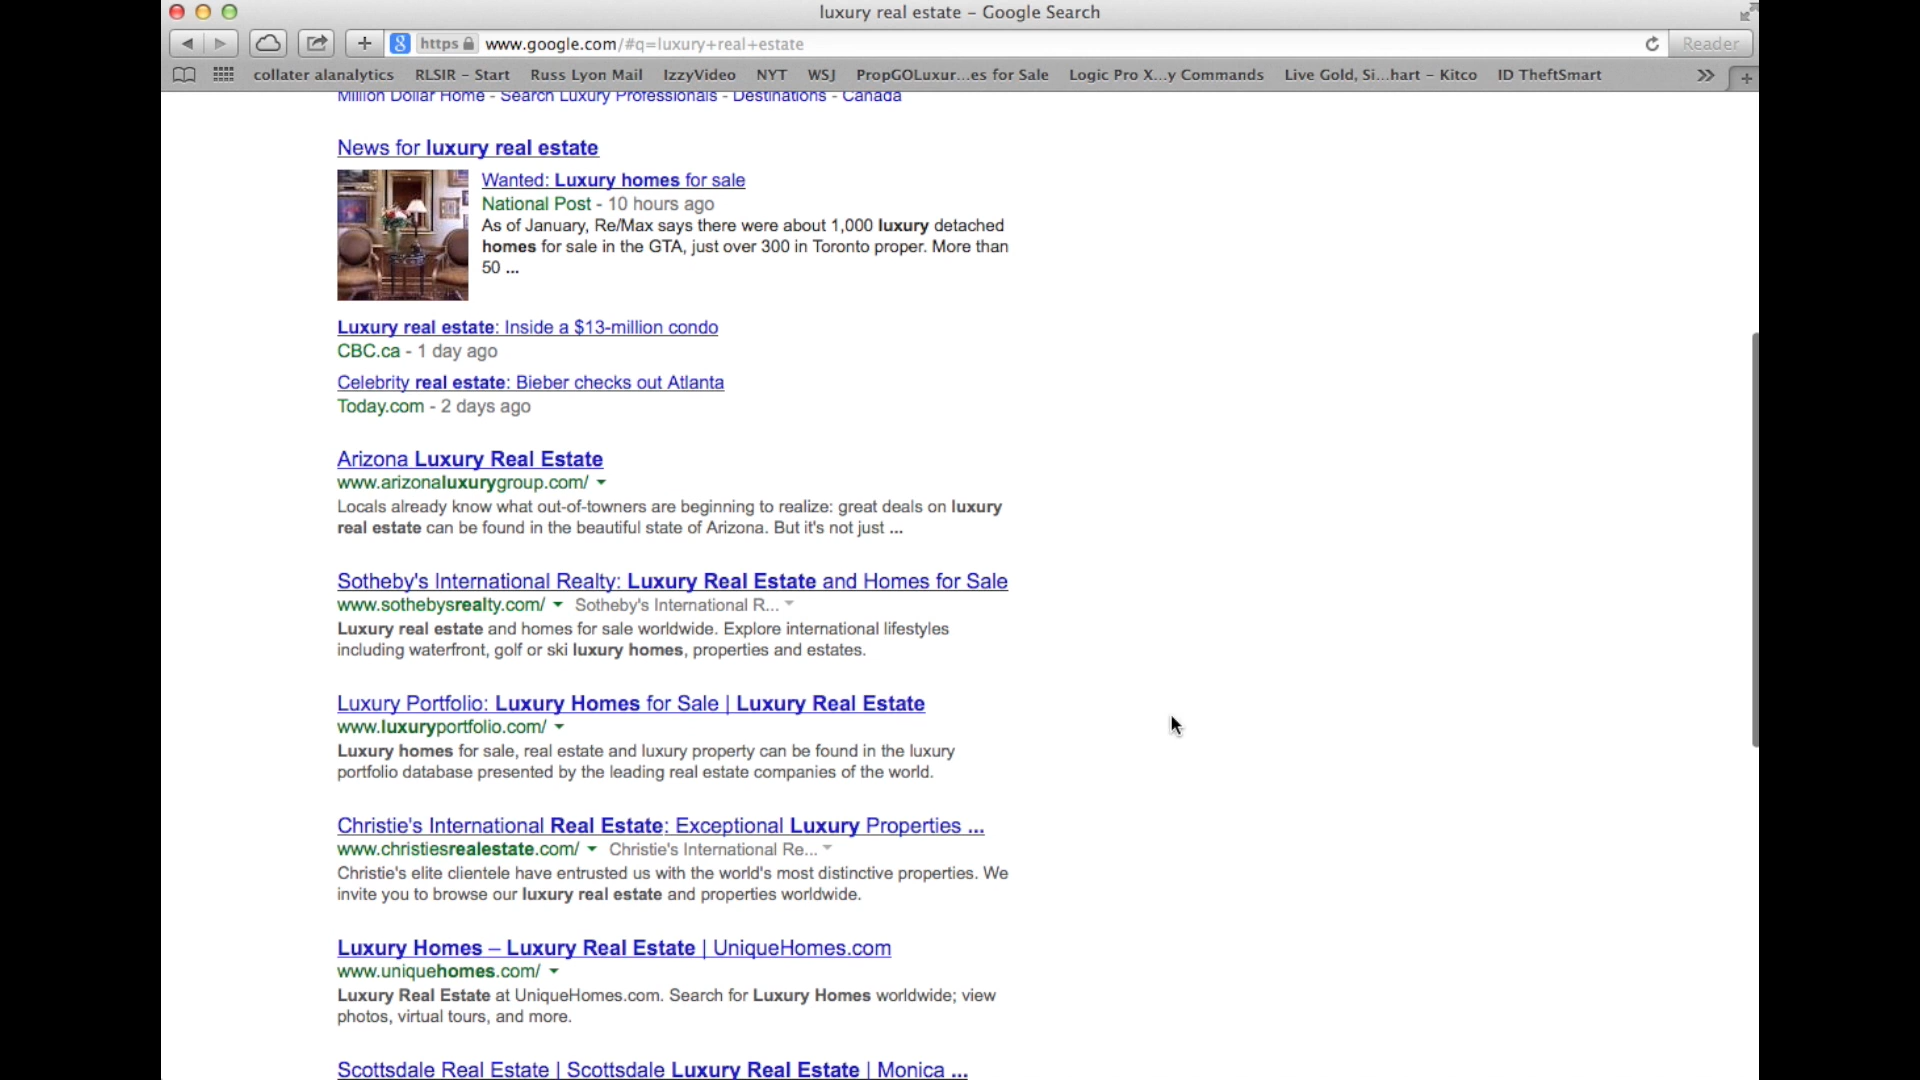 luxury real estate – Google Search
https www.google.com/#q=luxury+real+estate Reader
collater alanalytics RLSIR – Start Russ Lyon Mail IzzyVideo NYT WSJ PropGOLuxur...es for Sale Logic Pro X...y Commands Live Gold, Si...hart – Kitco ID TheftSmart
Million Dollar Home - Search Luxury Professionals - Destinations - Canada
News for luxury real estate
Wanted: Luxury homes for sale
National Post - 10 hours ago
As of January, Re/Max says there were about 1,000 luxury detached
homes for sale in the GTA, just over 300 in Toronto proper. More than
50 ...
Luxury real estate: Inside a $13-million condo
CBC.ca - 1 day ago
Celebrity real estate: Bieber checks out Atlanta
Today.com - 2 days ago
Arizona Luxury Real Estate
www.arizonaluxurygroup.com/
Locals already know what out-of-towners are beginning to realize: great deals on luxury
real estate can be found in the beautiful state of Arizona. But it's not just ...
Sotheby's International Realty: Luxury Real Estate and Homes for Sale
www.sothebysrealty.com/ Sotheby's International R...
Luxury real estate and homes for sale worldwide. Explore international lifestyles
including waterfront, golf or ski luxury homes, properties and estates.
Luxury Portfolio: Luxury Homes for Sale | Luxury Real Estate
www.luxuryportfolio.com/
Luxury homes for sale, real estate and luxury property can be found in the luxury
portfolio database presented by the leading real estate companies of the world.
Christie's International Real Estate: Exceptional Luxury Properties ...
www.christiesrealestate.com/ Christie's International Re...
Christie's elite clientele have entrusted us with the world's most distinctive properties. We
invite you to browse our luxury real estate and properties worldwide.
Luxury Homes – Luxury Real Estate | UniqueHomes.com
www.uniquehomes.com/
Luxury Real Estate at UniqueHomes.com. Search for Luxury Homes worldwide; view
photos, virtual tours, and more.
Scottsdale Real Estate | Scottsdale Luxury Real Estate | Monica ...